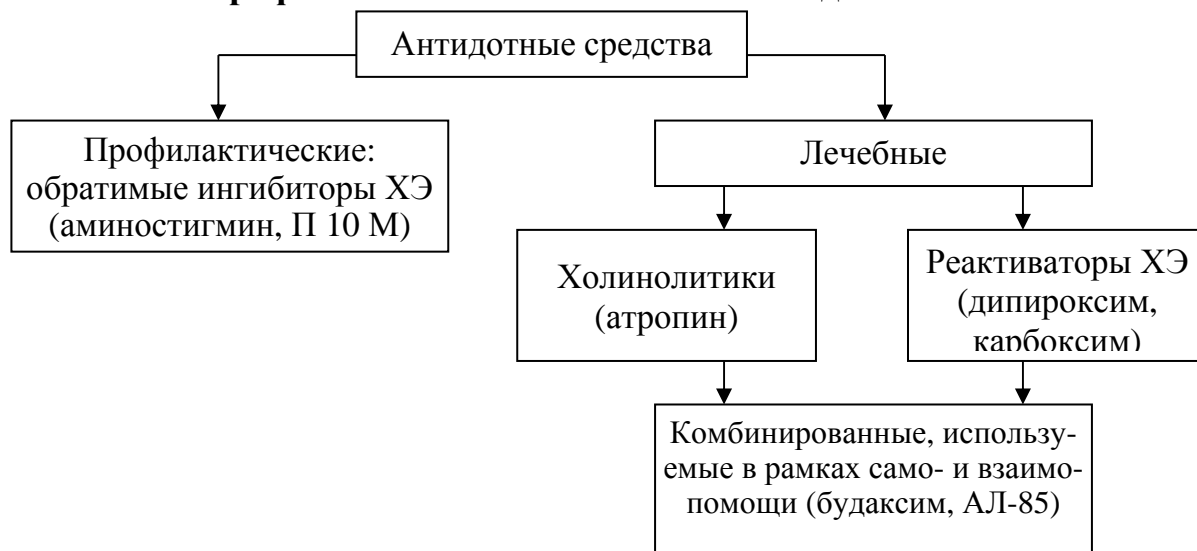 Антидотные средства
Профилактические:
обратимые ингибиторы ХЭ
(аминостигмин, П 10 М)
Лечебные
Холинолитики
(атропин)
Реактиваторы ХЭ
(дипироксим,
карбоксим)
Комбинированные, использу-
емые в рамках само- и взаимо-
помощи (будаксим, АЛ-85)